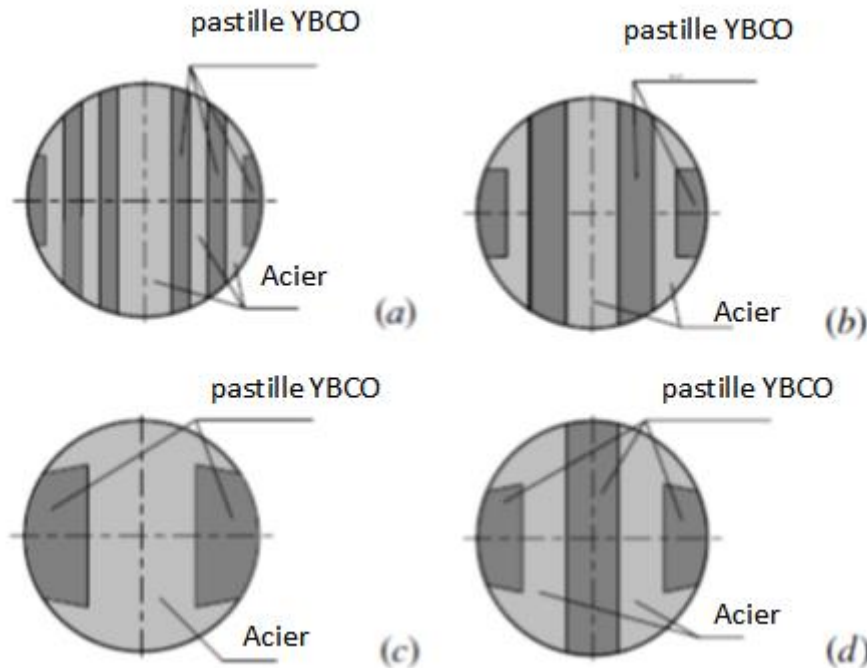 pastille YBCO
Acier
(a)
pastille YBCO
Acier
(b)
pastille YBCO
Acier
(c)
pastille YBCO
Acier
(d)